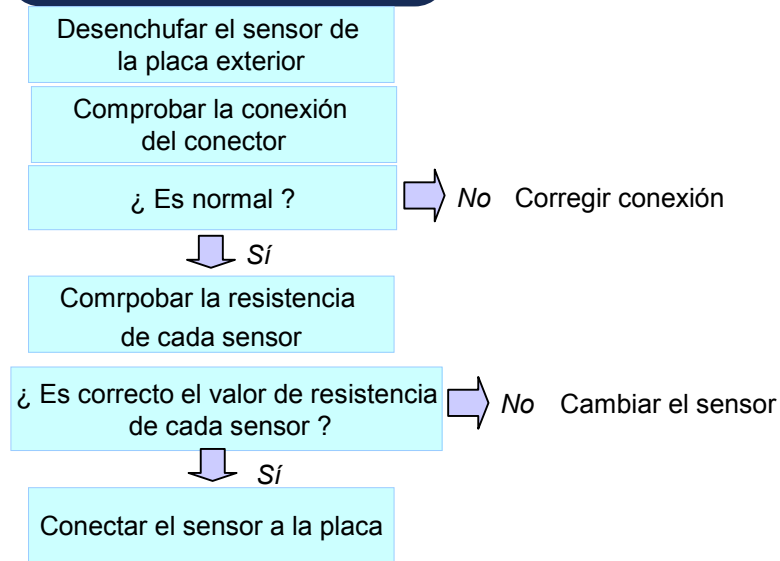 Desenchufar el sensor de
la placa exterior
Comprobar la conexión
del conector
¿ Es normal ?
No Corregir conexión
Sí
Comrpobar la resistencia
de cada sensor
¿ Es correcto el valor de resistencia
de cada sensor ?
No Cambiar el sensor
Sí
Conectar el sensor a la placa